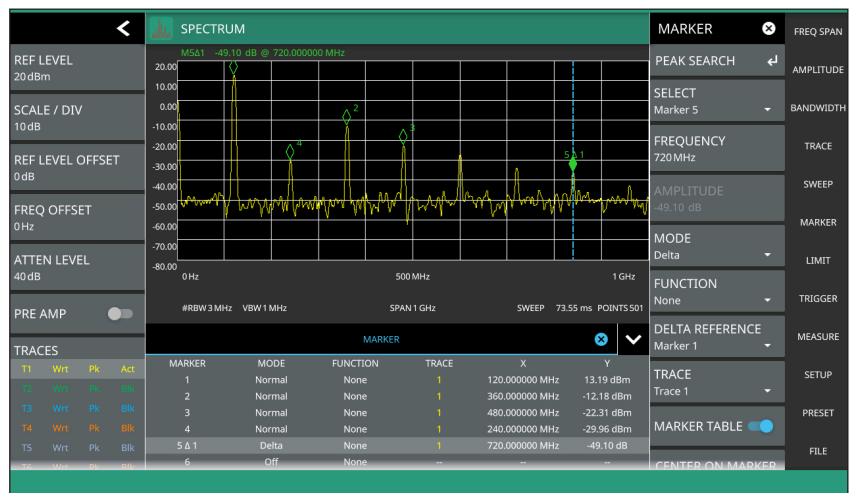 SPECTRUM
REF LEVEL
20 dBm
SCALE / DIV
10 dB
REF LEVEL OFFSET
0 dB
FREQ OFFSET
0 Hz
ATTEN LEVEL
40 dB
PRE AMP
TRACES
T1 Wrt Pk Act
T2 Wrt Pk Blk
T3 Wrt Pk Blk
T4 Wrt Pk Blk
T5 Wrt Pk Blk
T6 Wrt Pk Blk
M5Δ1 -49.10 dB @ 720.000000 MHz
20.00
10.00
0.00
-10.00
-20.00
-30.00
-40.00
-50.00
-60.00
-70.00
-80.00
2
3
4
5 Δ 1
0 Hz 500 MHz 1 GHz
#RBW 3 MHz VBW 1 MHz SPAN 1 GHz SWEEP 73.55 ms POINTS 501
MARKER
MARKER MODE FUNCTION TRACE X Y
1 Normal None 1 120.000000 MHz 13.19 dBm
2 Normal None 1 360.000000 MHz -12.18 dBm
3 Normal None 1 480.000000 MHz -22.31 dBm
4 Normal None 1 240.000000 MHz -29.96 dBm
5 Δ 1 Delta None 1 720.000000 MHz -49.10 dB
6 Off None -- -- --
MARKER
PEAK SEARCH
SELECT
Marker 5
FREQUENCY
720 MHz
AMPLITUDE
-49.10 dB
MODE
Delta
FUNCTION
None
DELTA REFERENCE
Marker 1
TRACE
Trace 1
MARKER TABLE
CENTER ON MARKER
FREQ SPAN
AMPLITUDE
BANDWIDTH
TRACE
SWEEP
MARKER
LIMIT
TRIGGER
MEASURE
SETUP
PRESET
FILE